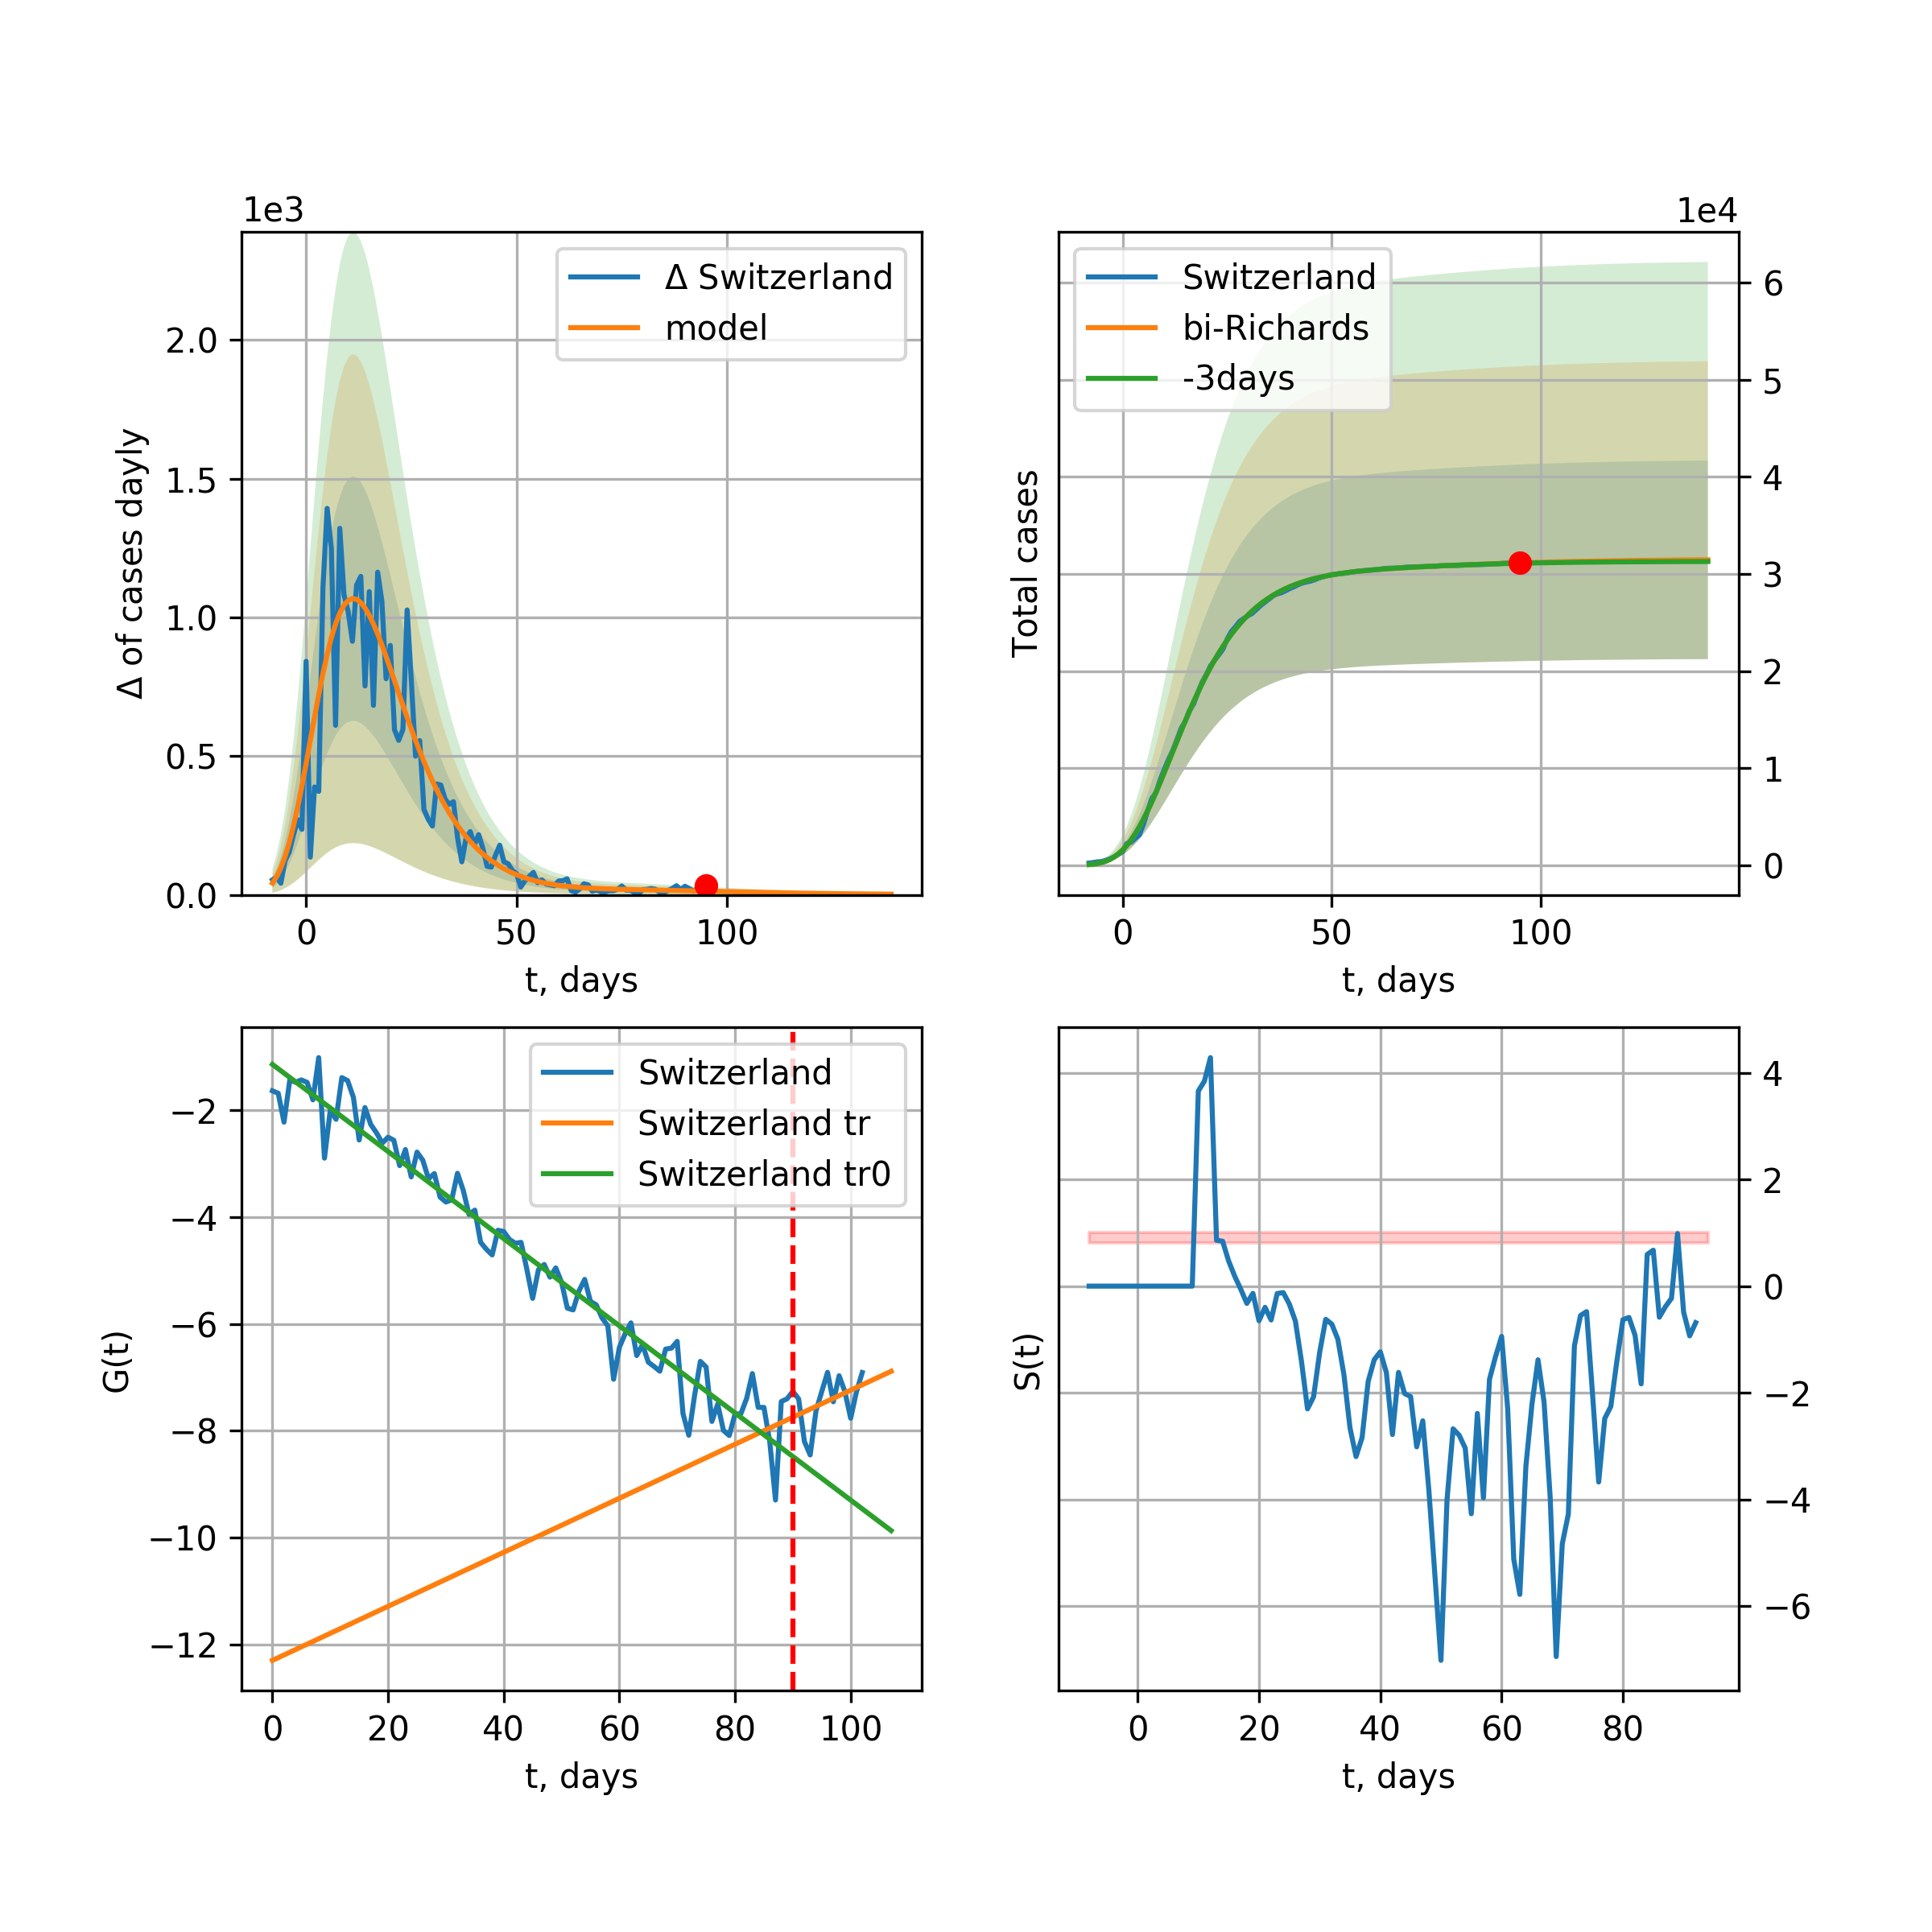 1e3
Δ of cases dayly
2.0
1.5
1.0
0.5
0.0
0 50 100
t, days
Δ Switzerland
model
1e4
Total cases
6
5
4
3
2
1
0
0 50 100
t, days
Switzerland
bi-Richards
-3days
G(t)
−2
−4
−6
−8
−10
−12
0 20 40 60 80 100
t, days
Switzerland
Switzerland tr
Switzerland tr0
S(t)
4
2
0
−2
−4
−6
0 20 40 60 80
t, days